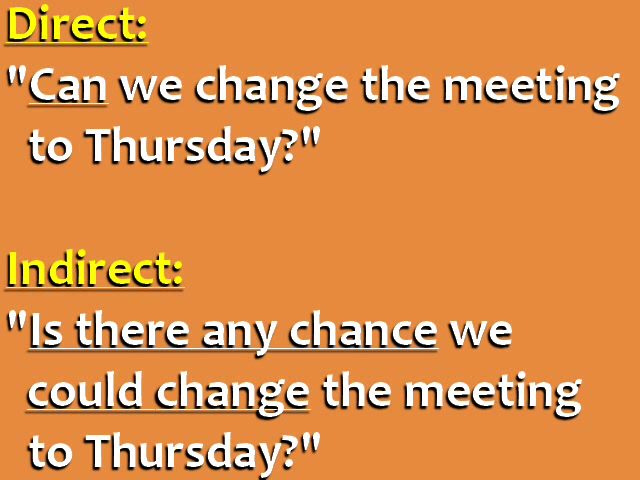 Direct:
"Can we change the meeting
to Thursday?"
Indirect:
"Is there any chance we
could change the meeting
to Thursday?"